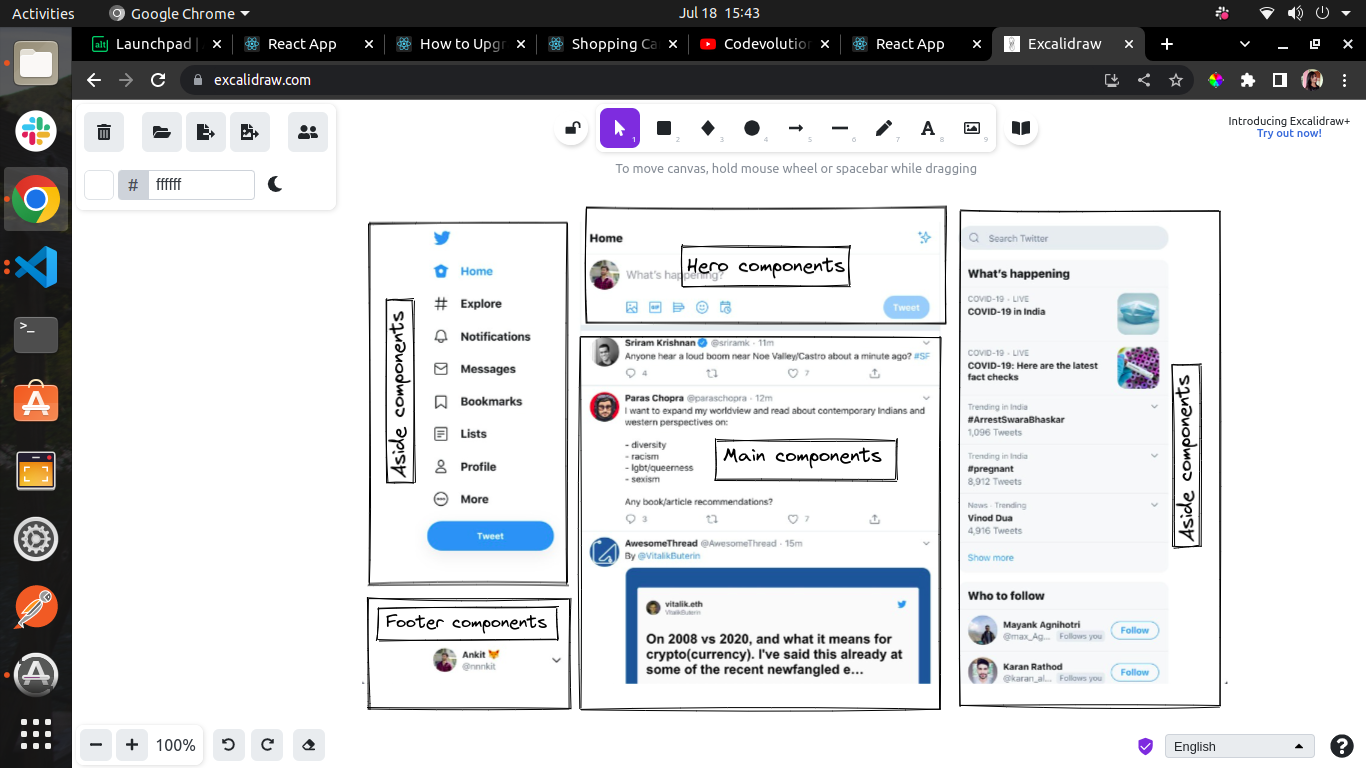 Activities
Google Chrome
Jul 18 15:43
Launchpad |
React App
How to Upgr
Shopping Ca
Codevolution
React App
Excalidraw
excalidraw.com
# ffffff
1
2
3
4
5
6
7
8
9
To move canvas, hold mouse wheel or spacebar while dragging
Introducing Excalidraw+
Try out now!
Aside components
Home
Explore
Notifications
Messages
Bookmarks
Lists
Profile
More
Tweet
Footer components
Ankit
@nnnkit
Home
Hero components
What's happening?
GIF
Tweet
Sriram Krishnan @sriramk · 11m
Anyone hear a loud boom near Noe Valley/Castro about a minute ago? #SF
4
7
Paras Chopra @paraschopra · 12m
I want to expand my worldview and read about contemporary Indians and
western perspectives on:
- diversity
- racism
- lgbt/queerness
- sexism
Main components
Any book/article recommendations?
3
7
AwesomeThread @AwesomeThread · 15m
By @VitalikButerin
vitalik.eth
VitalikButerin
On 2008 vs 2020, and what it means for
crypto(currency). I've said this already at
some of the recent newfangled e...
Search Twitter
What's happening
COVID-19 · LIVE
COVID-19 in India
COVID-19 · LIVE
COVID-19: Here are the latest
fact checks
Trending in India
#ArrestSwaraBhaskar
1,096 Tweets
Trending in India
#pregnant
8,912 Tweets
News · Trending
Vinod Dua
4,916 Tweets
Show more
Aside components
Who to follow
Mayank Agnihotri
@max_Ag... Follows you
Follow
Karan Rathod
@karan_al... Follows you
Follow
100%
English